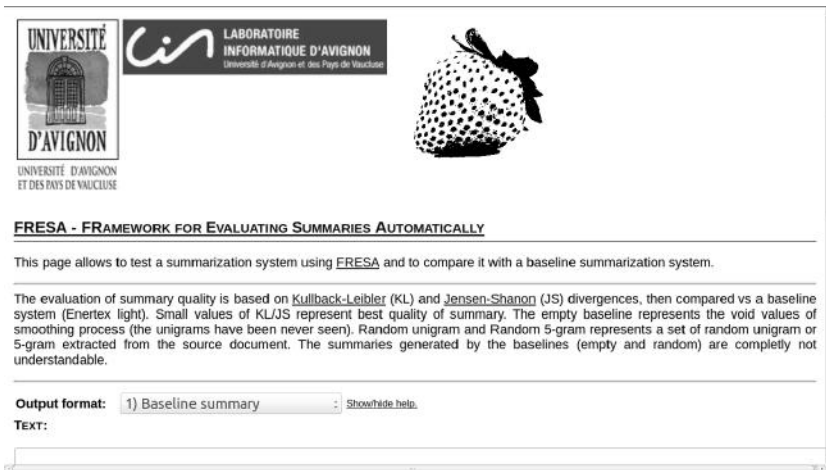 UNIVERSITÉ
D'AVIGNON
UNIVERSITÉ D'AVIGNON
ET DES PAYS DE VAUCLUSE
LABORATOIRE
INFORMATIQUE D'AVIGNON
Université d'Avignon et des Pays de Vaucluse
FRESA - FRAMEWORK FOR EVALUATING SUMMARIES AUTOMATICALLY
This page allows to test a summarization system using FRESA and to compare it with a baseline summarization system.
The evaluation of summary quality is based on Kullback-Leibler (KL) and Jensen-Shanon (JS) divergences, then compared vs a baseline
system (Enertex light). Small values of KL/JS represent best quality of summary. The empty baseline represents the void values of
smoothing process (the unigrams have been never seen). Random unigram and Random 5-gram represents a set of random unigram or
5-gram extracted from the source document. The summaries generated by the baselines (empty and random) are completly not
understandable.
Output format: 1) Baseline summary Show/hide help.
TEXT: